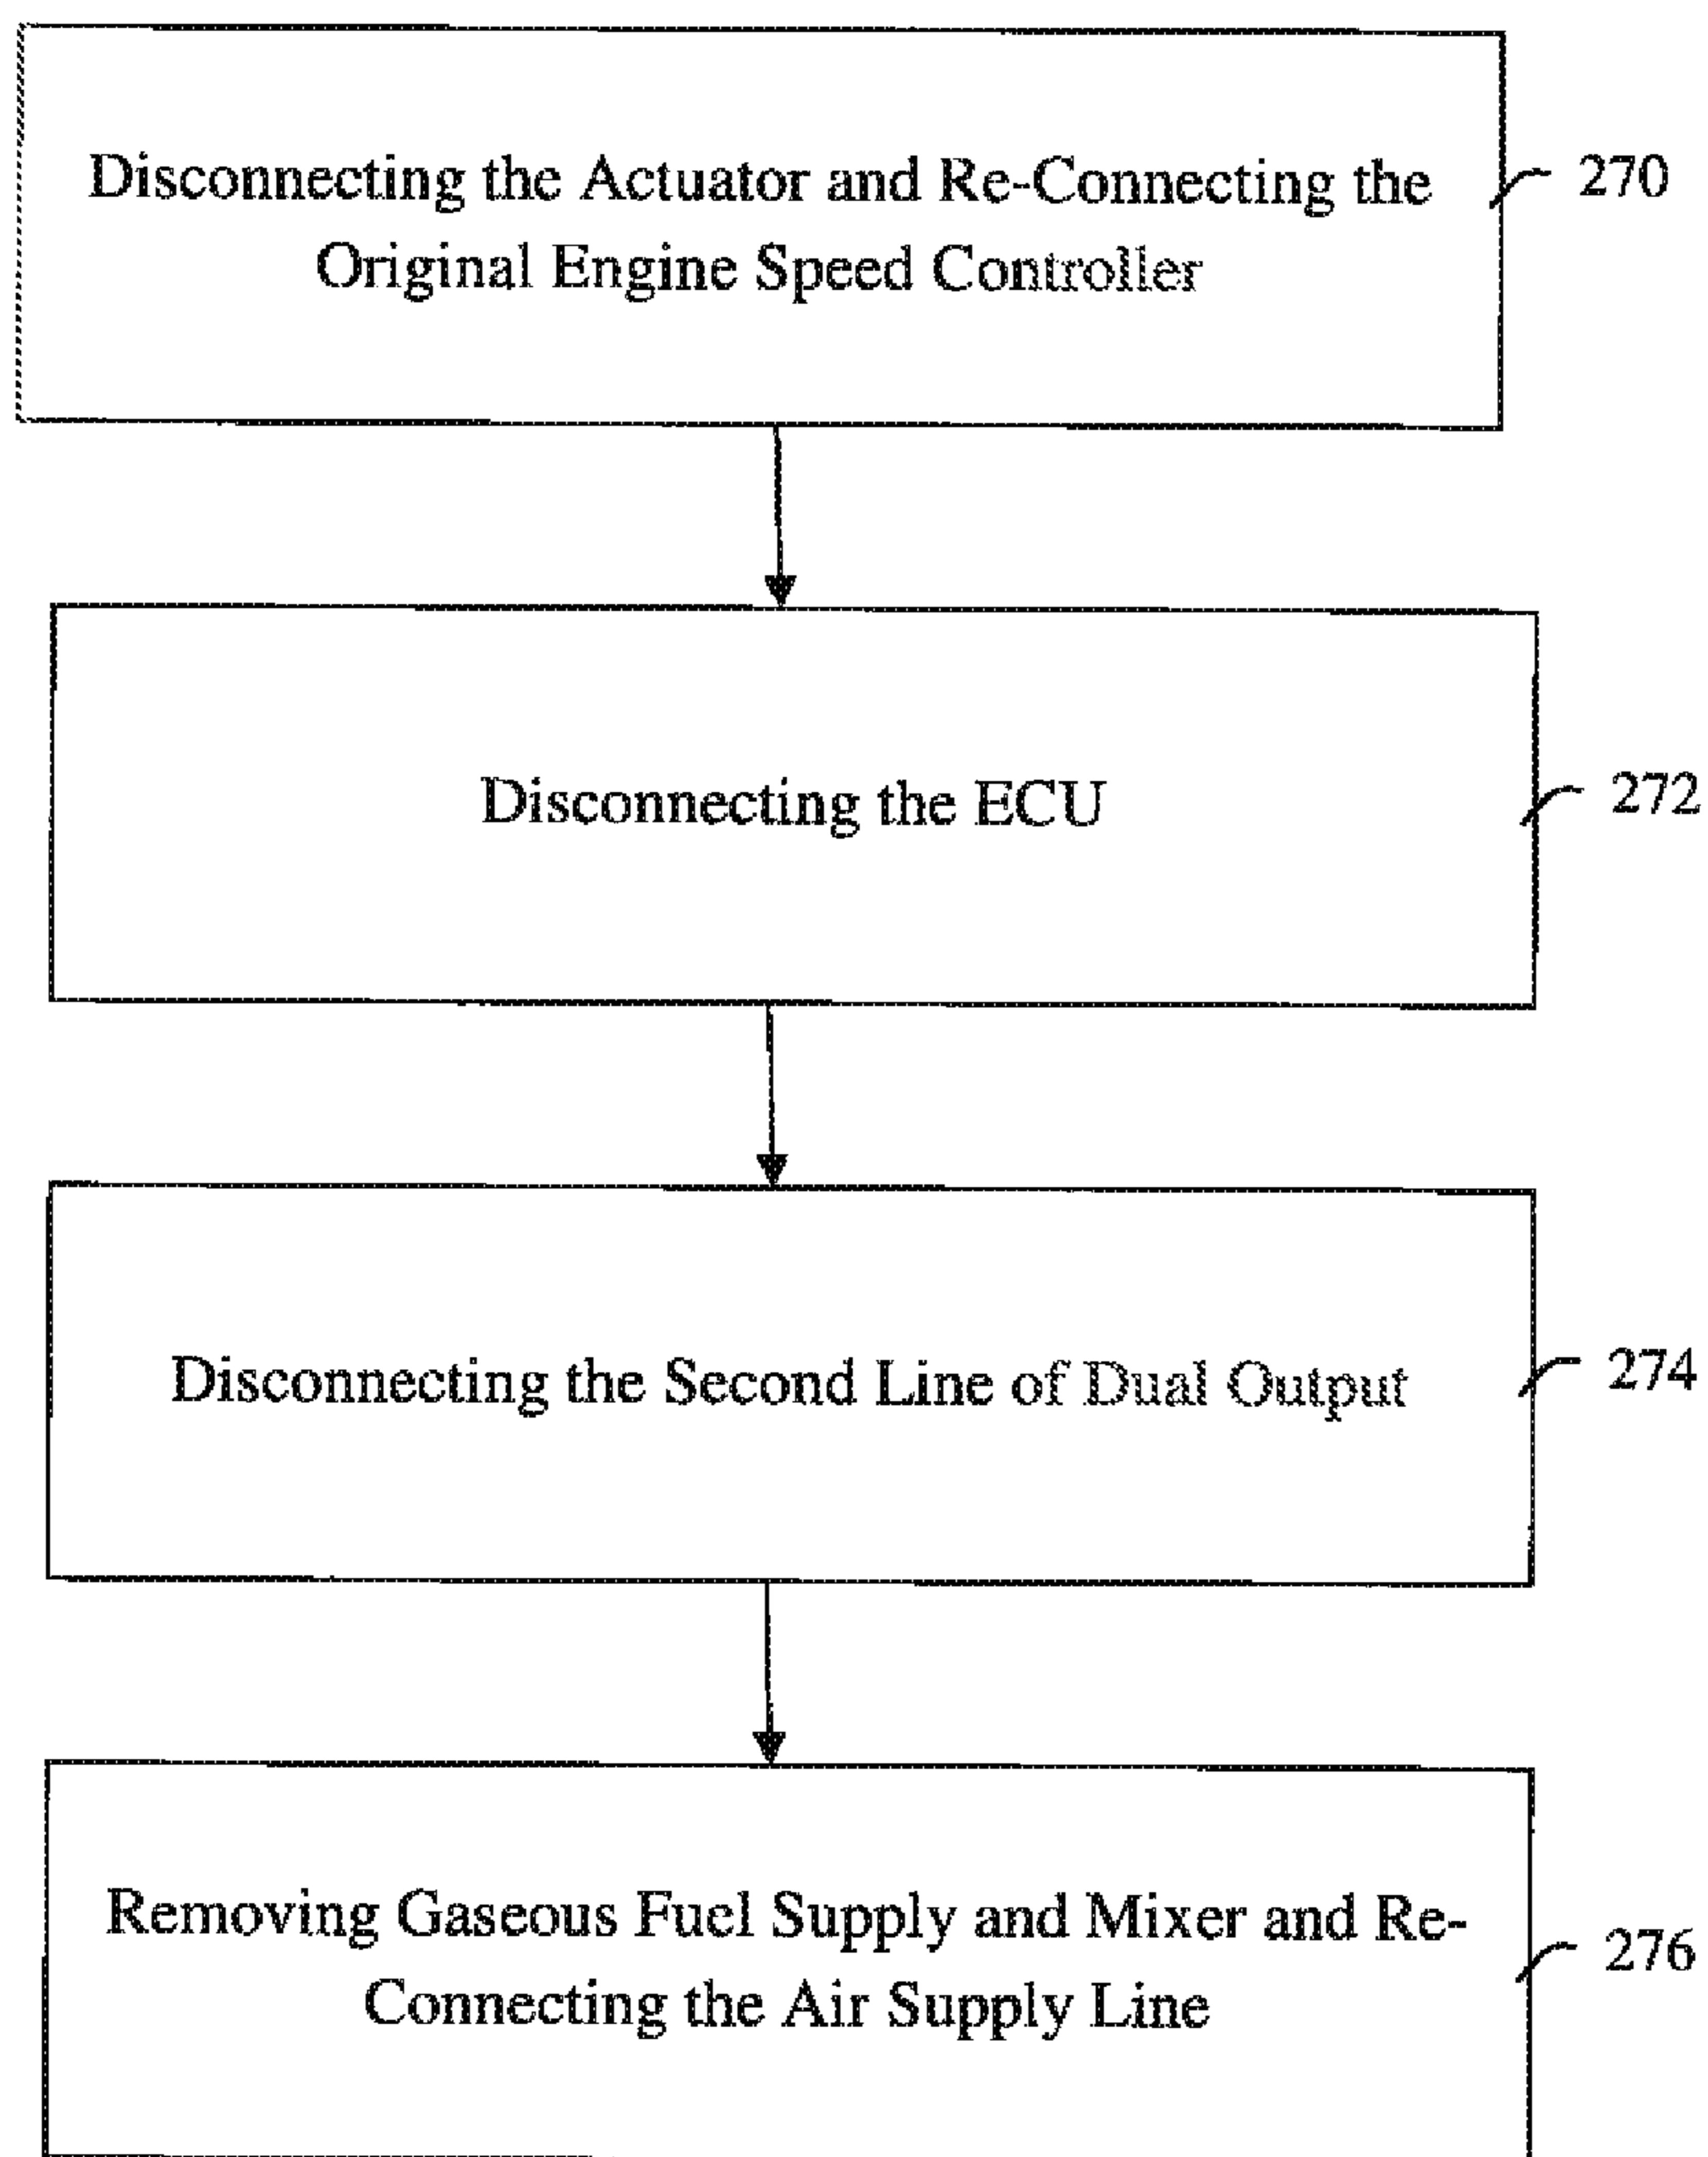 Disconnecting the Actuator and Re-Connecting the
Original Engine Speed Controller
270
Disconnecting the ECU
272
Disconnecting the Second Line of Dual Output
274
Removing Gaseous Fuel Supply and Mixer and Re-
Connecting the Air Supply Line
276